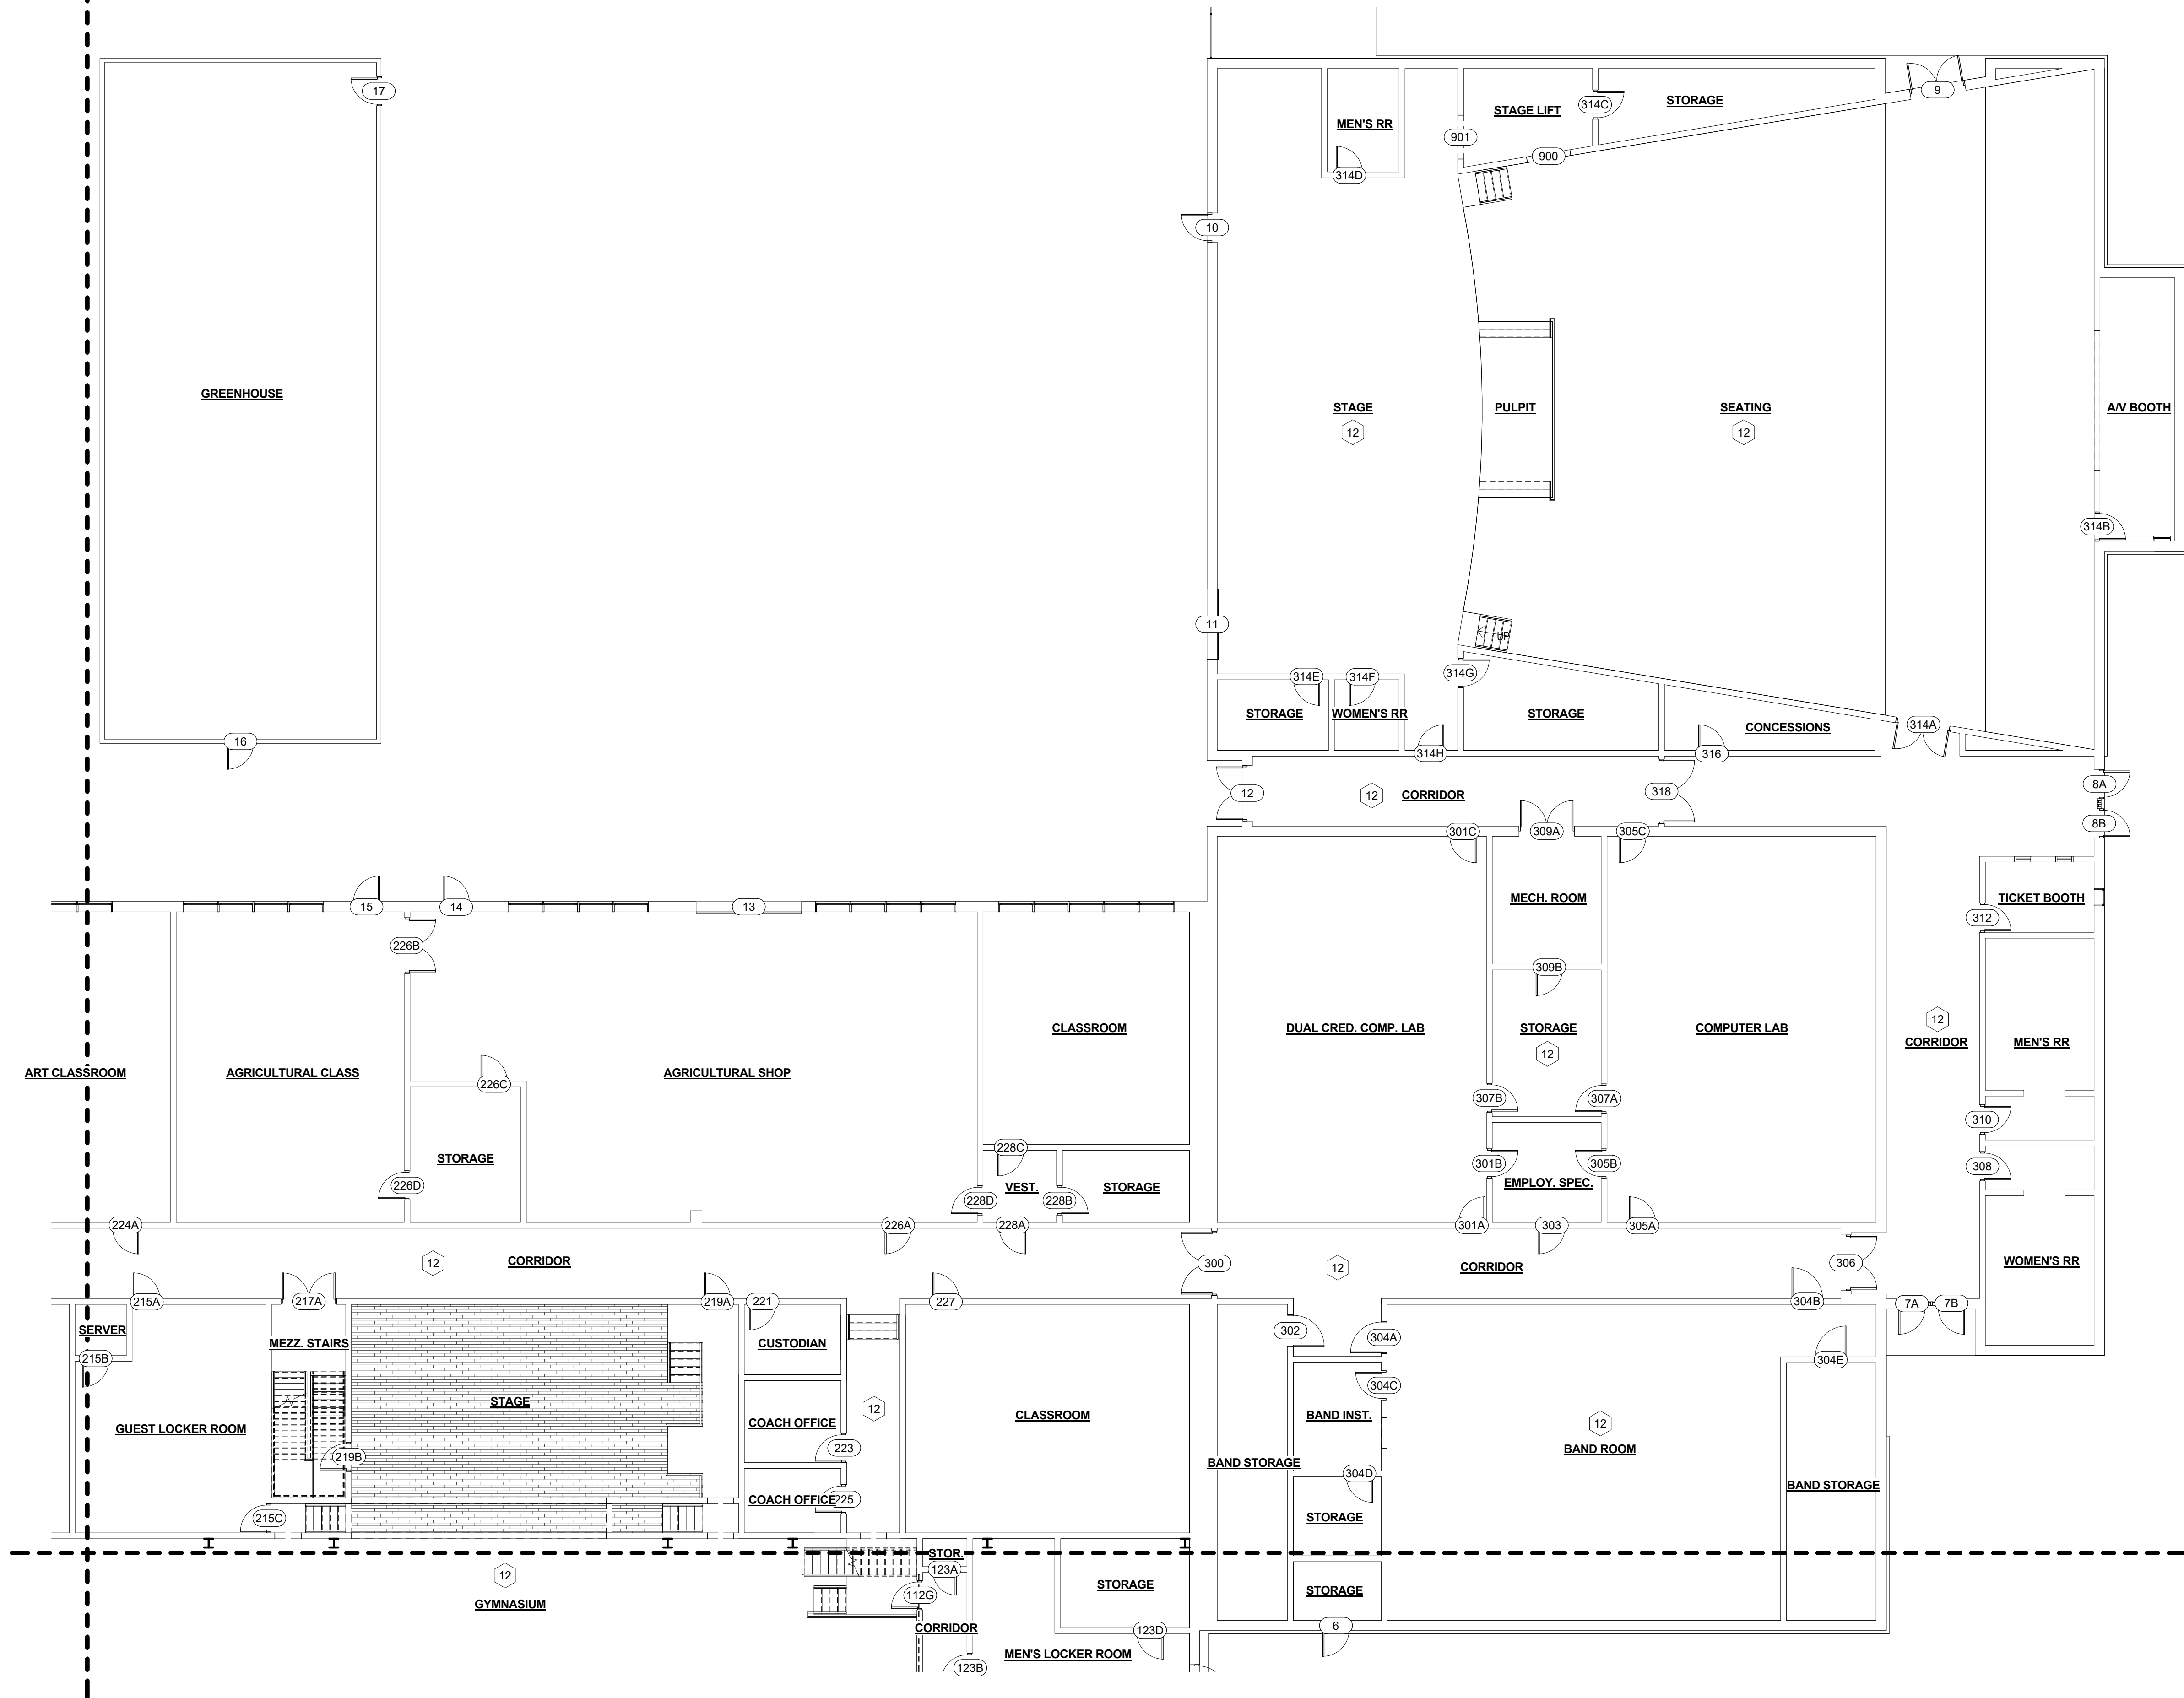 17
314C
STORAGE
9
STAGE LIFT
MEN'S RR
901
900
314D
10
GREENHOUSE
STAGE
12
PULPIT
SEATING
12
A/V BOOTH
314B
11
UP
314E
314F
314G
STORAGE
WOMEN'S RR
STORAGE
CONCESSIONS
314A
16
314H
316
12
12
CORRIDOR
318
8A
8B
301C
309A
305C
15
14
13
MECH. ROOM
TICKET BOOTH
312
226B
309B
CLASSROOM
DUAL CRED. COMP. LAB
STORAGE
12
COMPUTER LAB
12
CORRIDOR
MEN'S RR
ART CLASSROOM
AGRICULTURAL CLASS
226C
AGRICULTURAL SHOP
307B
307A
310
228C
STORAGE
226D
301B
305B
308
VEST.
228D
228B
STORAGE
EMPLOY. SPEC.
224A
226A
228A
301A
303
305A
12
CORRIDOR
300
12
CORRIDOR
306
WOMEN'S RR
215A
217A
219A
221
227
304B
7A
7B
SERVER
215B
MEZZ. STAIRS
CUSTODIAN
302
304A
304E
304C
STAGE
12
GUEST LOCKER ROOM
COACH OFFICE
CLASSROOM
BAND INST.
12
BAND ROOM
219B
223
BAND STORAGE
304D
BAND STORAGE
COACH OFFICE
225
215C
STORAGE
STOR.
123A
12
GYMNASIUM
112G
STORAGE
STORAGE
CORRIDOR
123D
6
MEN'S LOCKER ROOM
123B